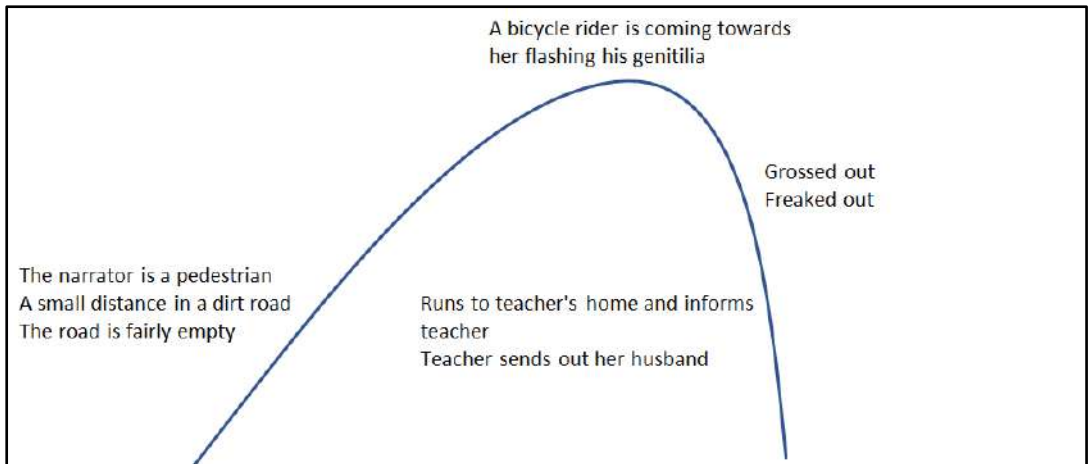 A bicycle rider is coming towards
her flashing his genitilia
Grossed out
Freaked out
The narrator is a pedestrian
A small distance in a dirt road
The road is fairly empty
Runs to teacher's home and informs
teacher
Teacher sends out her husband